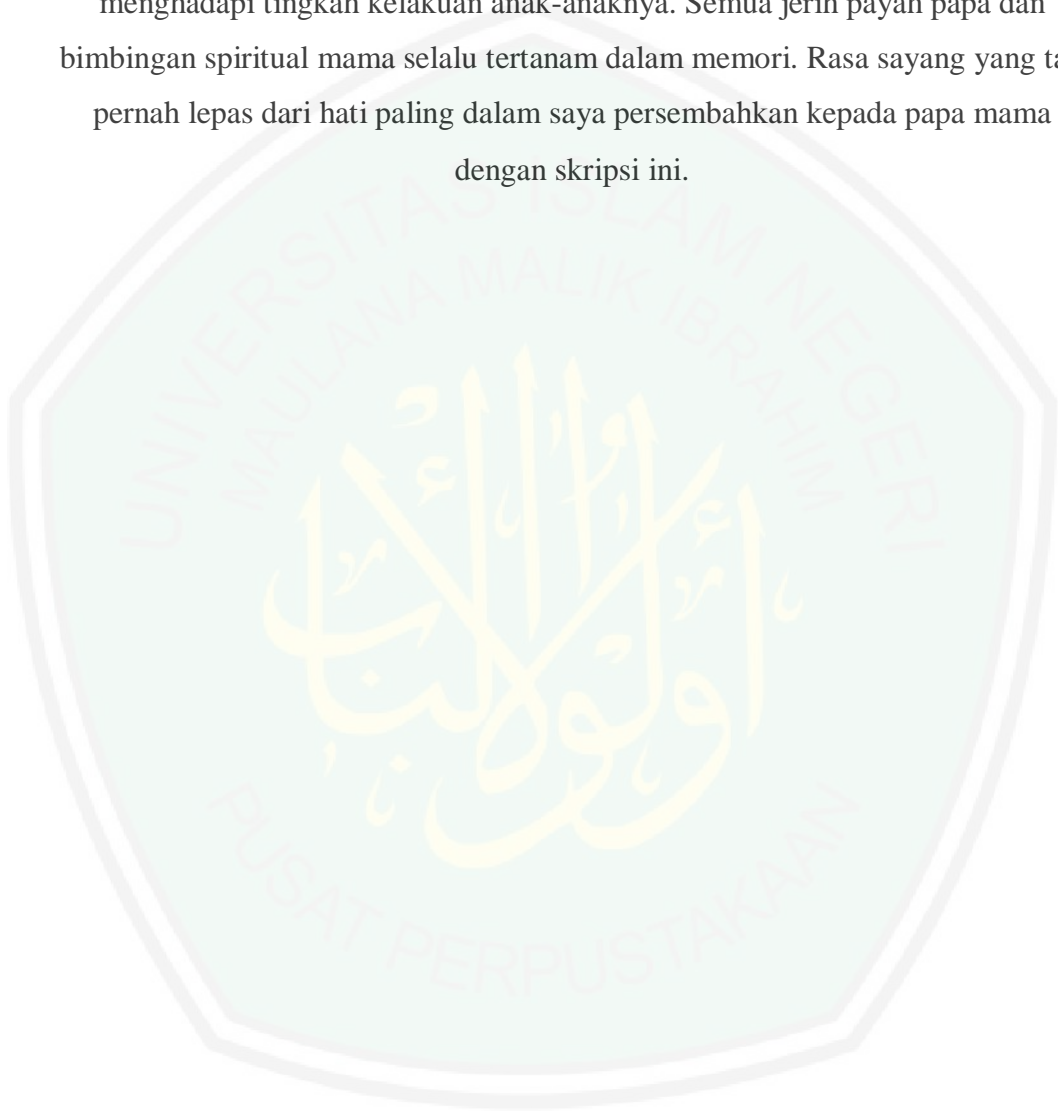 menghadapi tingkah kelakuan anak-anaknya. Semua jerih payah papa dan
bimbingan spiritual mama selalu tertanam dalam memori. Rasa sayang yang ta
pernah lepas dari hati paling dalam saya persembahkan kepada papa mama
dengan skripsi ini.
UNIVERSITAS ISLAM NEGERI
MAULANA MALIK IBRAHIM
أولوا الألباب
PUSAT PERPUSTAKAAN